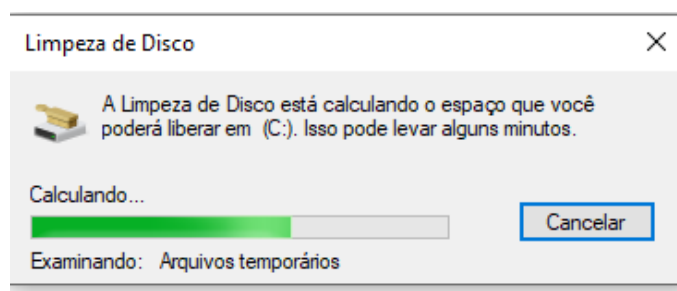 Limpeza de Disco
A Limpeza de Disco está calculando o espaço que você
poderá liberar em (C:). Isso pode levar alguns minutos.
Calculando...
Cancelar
Examinando: Arquivos temporários